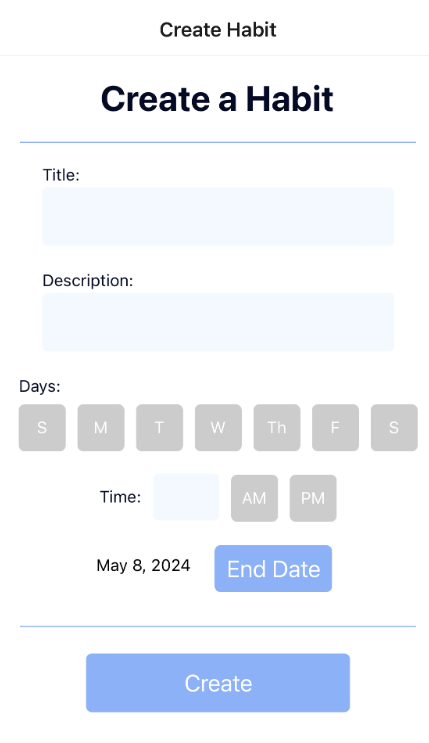 Create Habit
Create a Habit
Title:
Description:
Days:
S M T W Th F S
Time: AM PM
May 8, 2024 End Date
Create